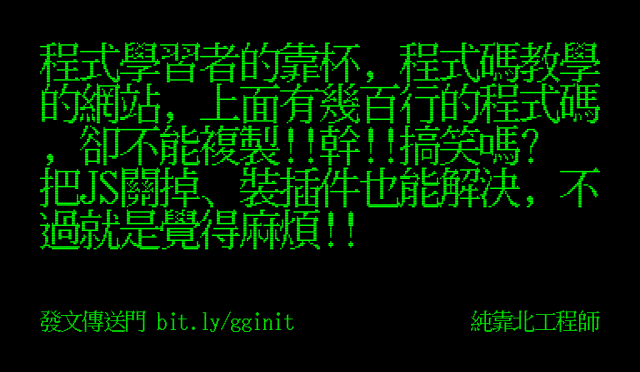 程式學習者的靠杯, 程式碼教學
的網站, 上面有幾百行的程式碼
, 卻不能複製!!幹!!搞笑嗎?
把JS關掉、裝插件也能解決, 不
過就是覺得麻煩!!
發文傳送門 bit.ly/gginit
純靠北工程師